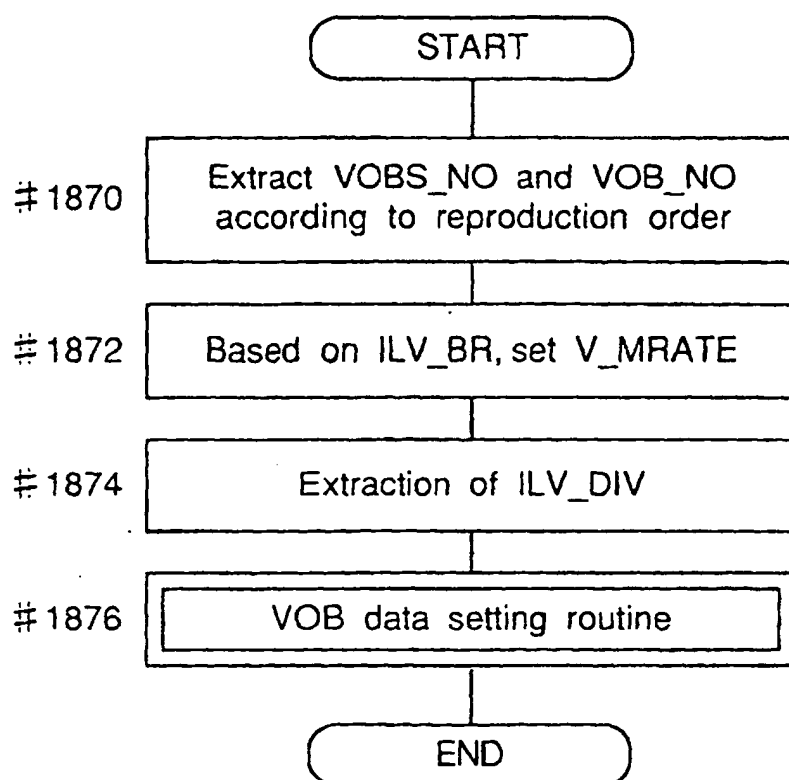 START
#1870
Extract VOBS_NO and VOB_NO
according to reproduction order
#1872
Based on ILV_BR, set V_MRATE
#1874
Extraction of ILV_DIV
#1876
VOB data setting routine
END